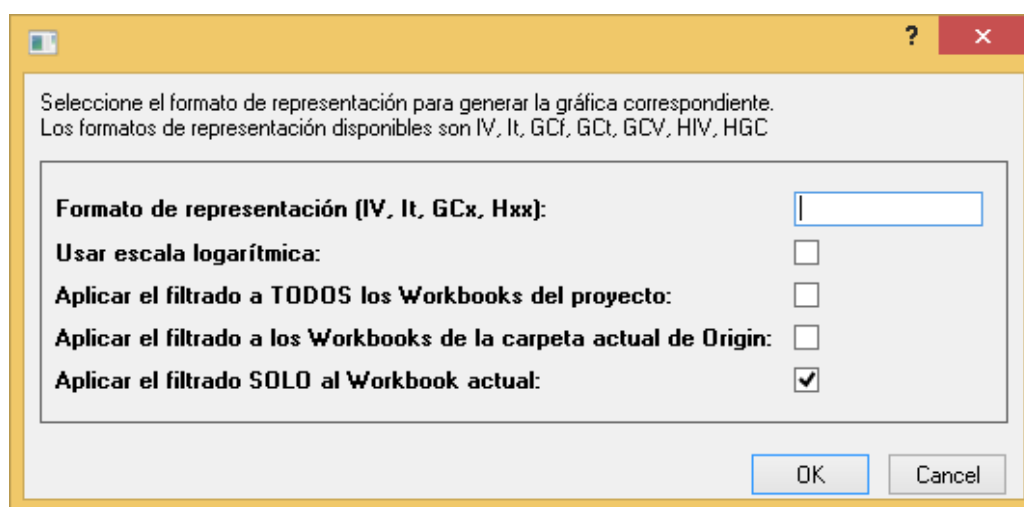 ?
Seleccione el formato de representación para generar la gráfica correspondiente.
Los formatos de representación disponibles son IV, It, GCf, GCt, GCV, HIV, HGC
Formato de representación (IV, It, GCx, Hxx):
Usar escala logarítmica:
Aplicar el filtrado a TODOS los Workbooks del proyecto:
Aplicar el filtrado a los Workbooks de la carpeta actual de Origin:
Aplicar el filtrado SOLO al Workbook actual:
OK Cancel